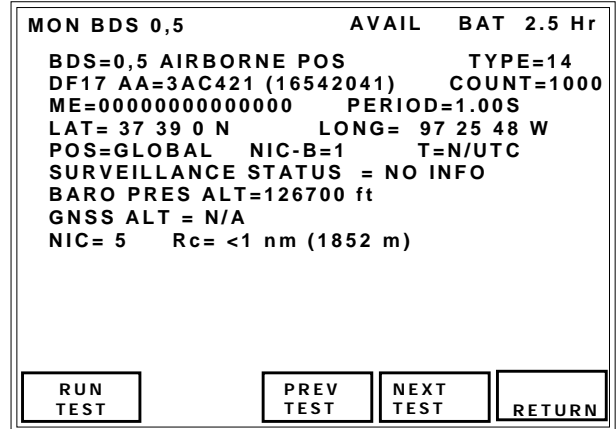 MON BDS 0,5 AVAIL BAT 2.5 Hr
BDS=0,5 AIRBORNE POS TYPE=14
DF17 AA=3AC421 (16542041) COUNT=1000
ME=00000000000000 PERIOD=1.00S
LAT= 37 39 0 N LONG= 97 25 48 W
POS=GLOBAL NIC-B=1 T=N/UTC
SURVEILLANCE STATUS = NO INFO
BARO PRES ALT=126700 ft
GNSS ALT = N/A
NIC= 5 Rc= <1 nm (1852 m)
RUN TEST
PREV TEST
NEXT TEST
RETURN